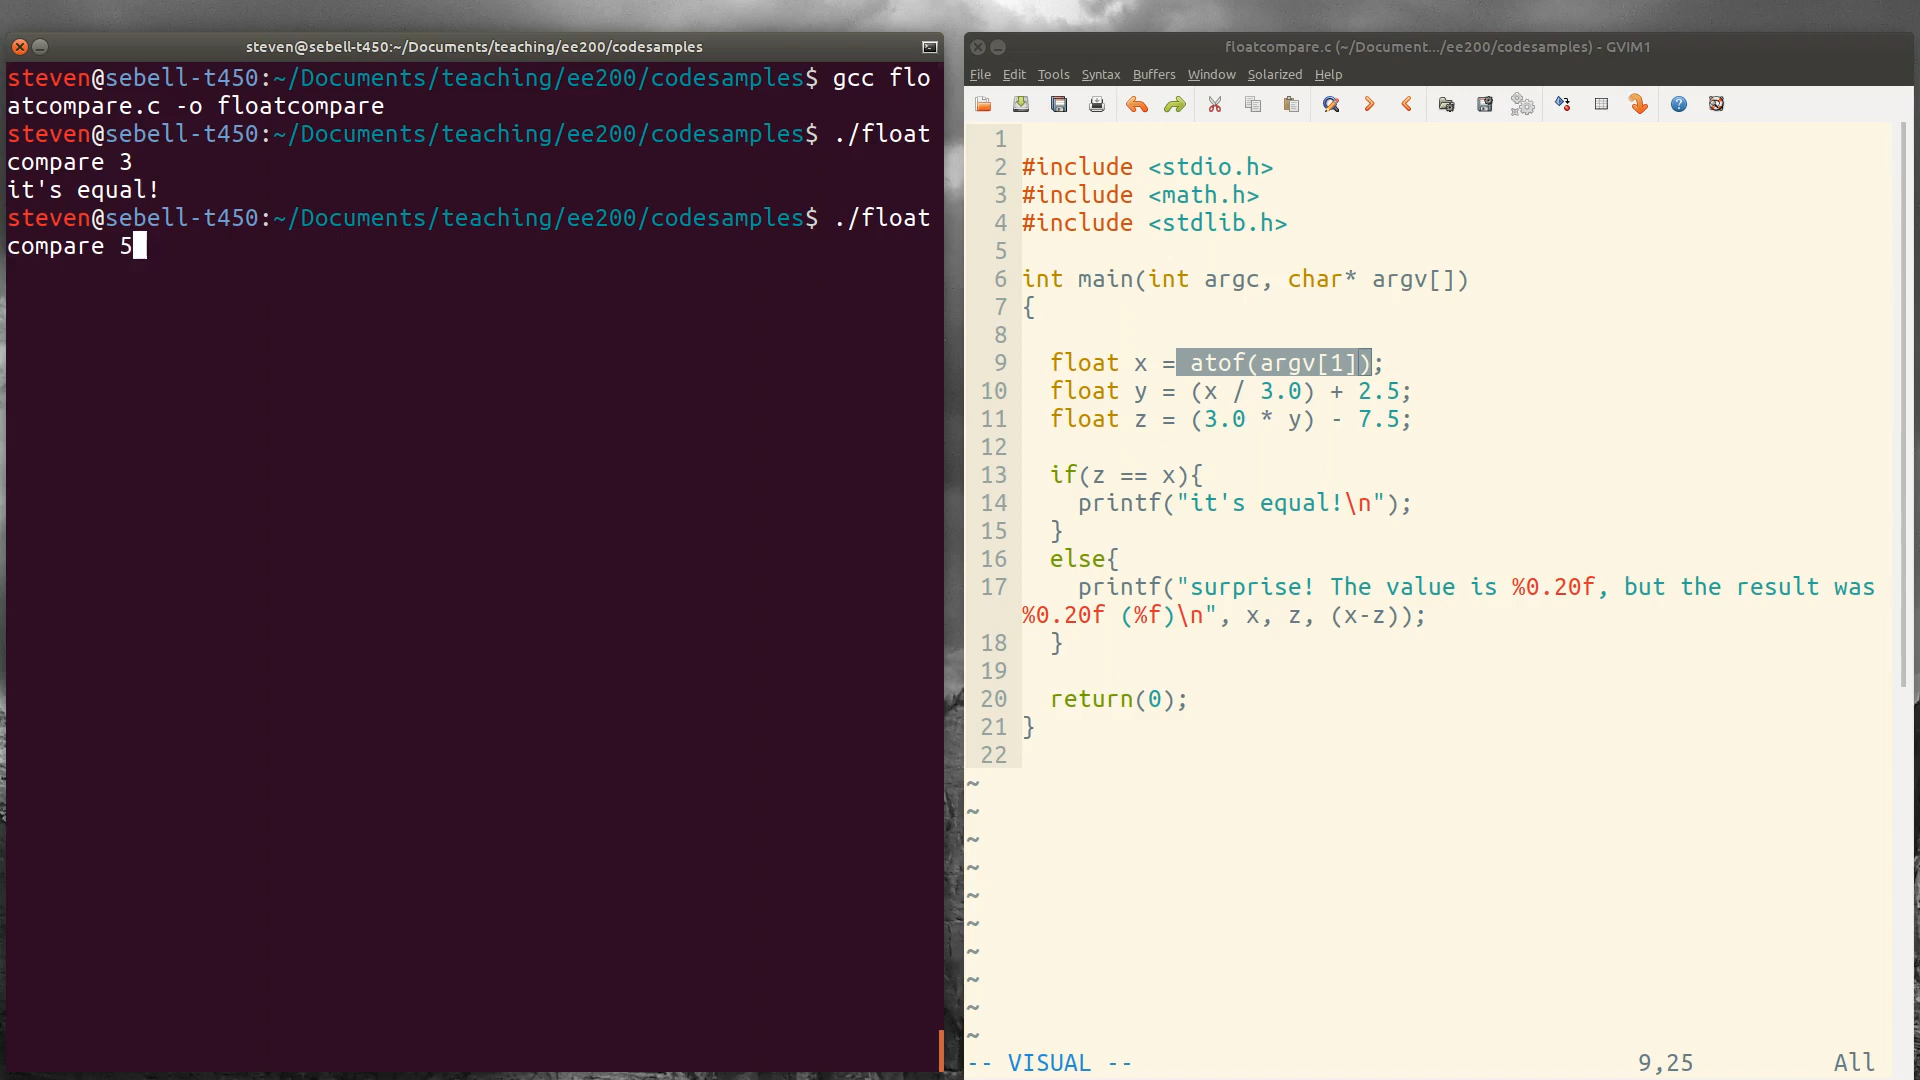 steven@sebell-t450:~/Documents/teaching/ee200/codesamples
steven@sebell-t450:~/Documents/teaching/ee200/codesamples$ gcc flo
atcompare.c -o floatcompare
steven@sebell-t450:~/Documents/teaching/ee200/codesamples$ ./float
compare 3
it's equal!
steven@sebell-t450:~/Documents/teaching/ee200/codesamples$ ./float
compare 5
floatcompare.c (~/Document.../ee200/codesamples) - GVIM1
File Edit Tools Syntax Buffers Window Solarized Help
1
2 #include <stdio.h>
3 #include <math.h>
4 #include <stdlib.h>
5
6 int main(int argc, char* argv[])
7 {
8
9   float x = atof(argv[1]);
10   float y = (x / 3.0) + 2.5;
11   float z = (3.0 * y) - 7.5;
12
13   if(z == x){
14     printf("it's equal!\n");
15   }
16   else{
17     printf("surprise! The value is %0.20f, but the result was
%0.20f (%f)\n", x, z, (x-z));
18   }
19
20   return(0);
21 }
22
~
~
~
~
~
~
~
~
~
~
-- VISUAL -- 9,25 All